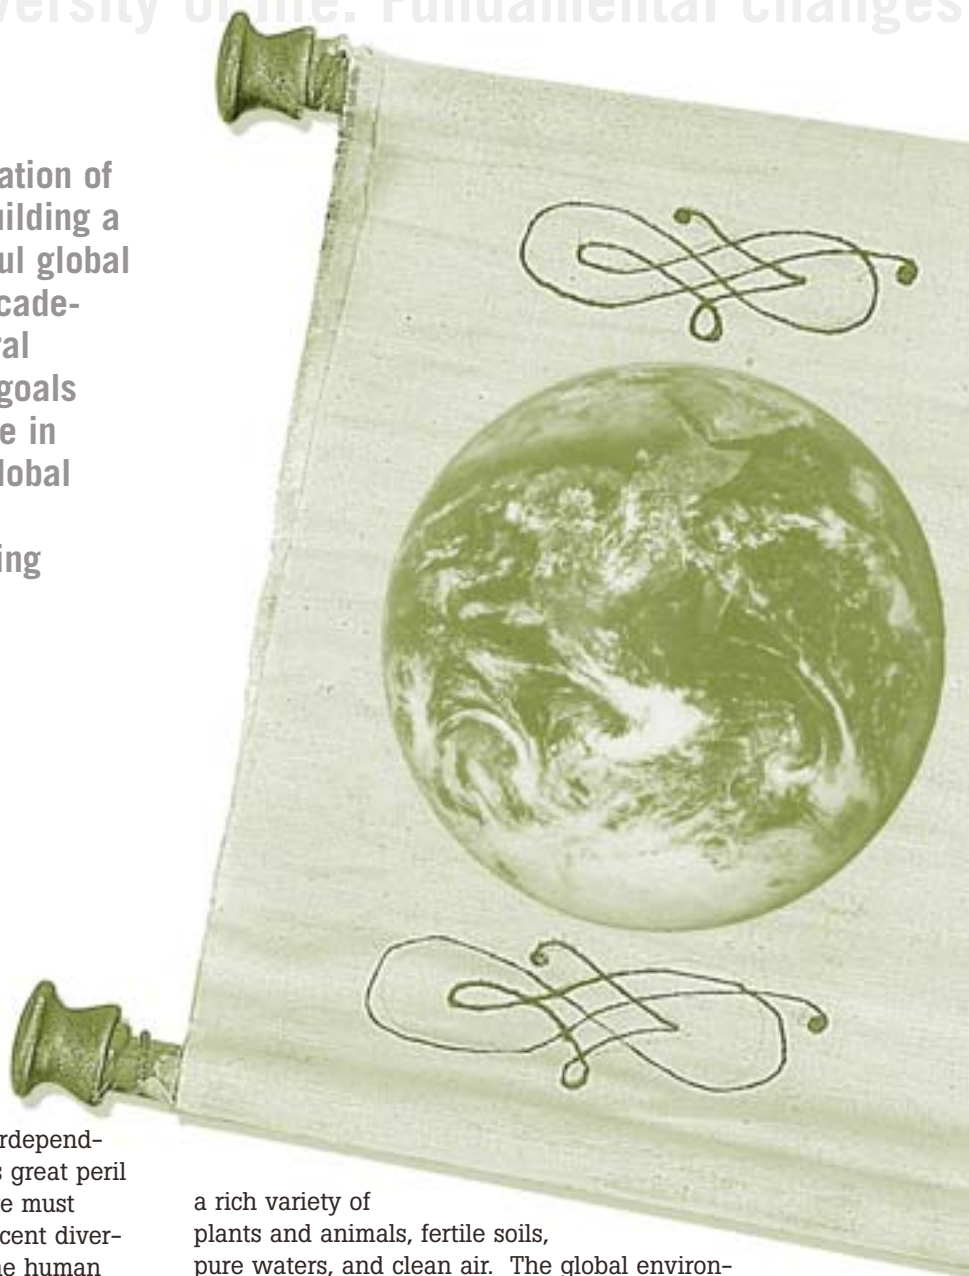 versity of life. Fundamental changes
ation of
uilding a
ul global
cade-
ral
goals
e in
lobal
ing
rdepend-
s great peril
e must
cent diver-
he human
a rich variety of
plants and animals, fertile soils,
pure waters, and clean air. The global environ-